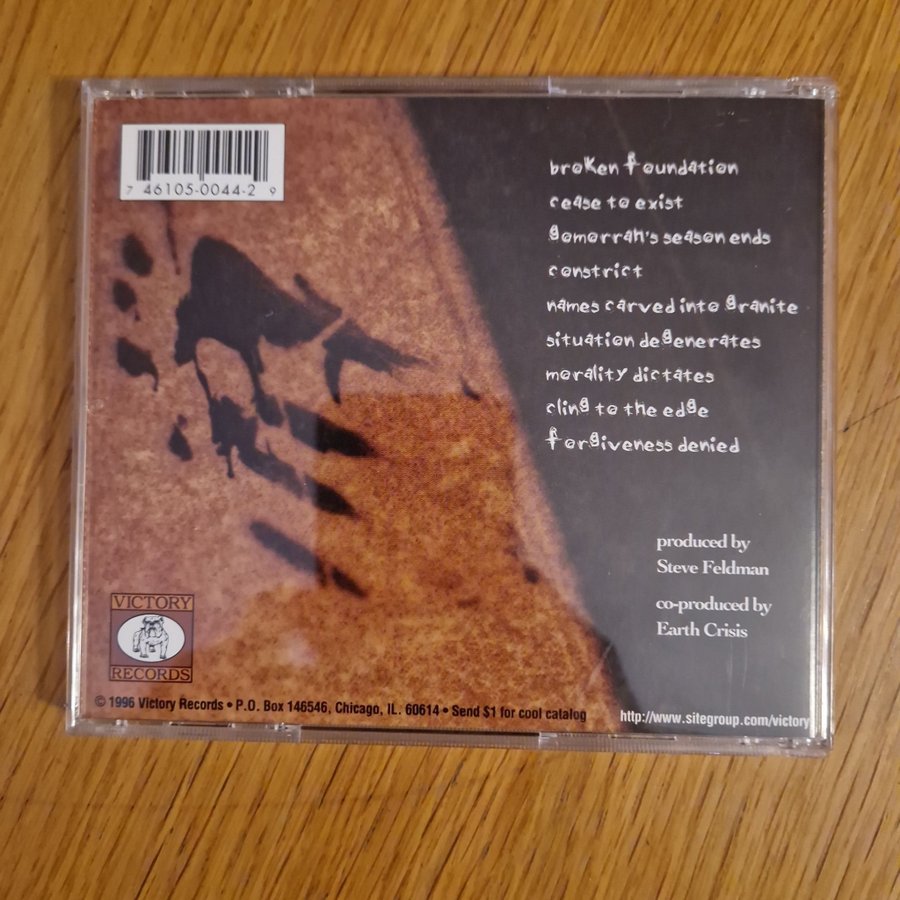 7 46105-0044-2 9
broken foundation
cease to exist
gomorrah's season ends
constrict
names carved into granite
situation degenerates
morality dictates
cling to the edge
forgiveness denied
produced by
Steve Feldman
co-produced by
Earth Crisis
VICTORY
RECORDS
© 1996 Victory Records • P.O. Box 146546, Chicago, IL. 60614 • Send $1 for cool catalog
http://www.sitegroup.com/victory